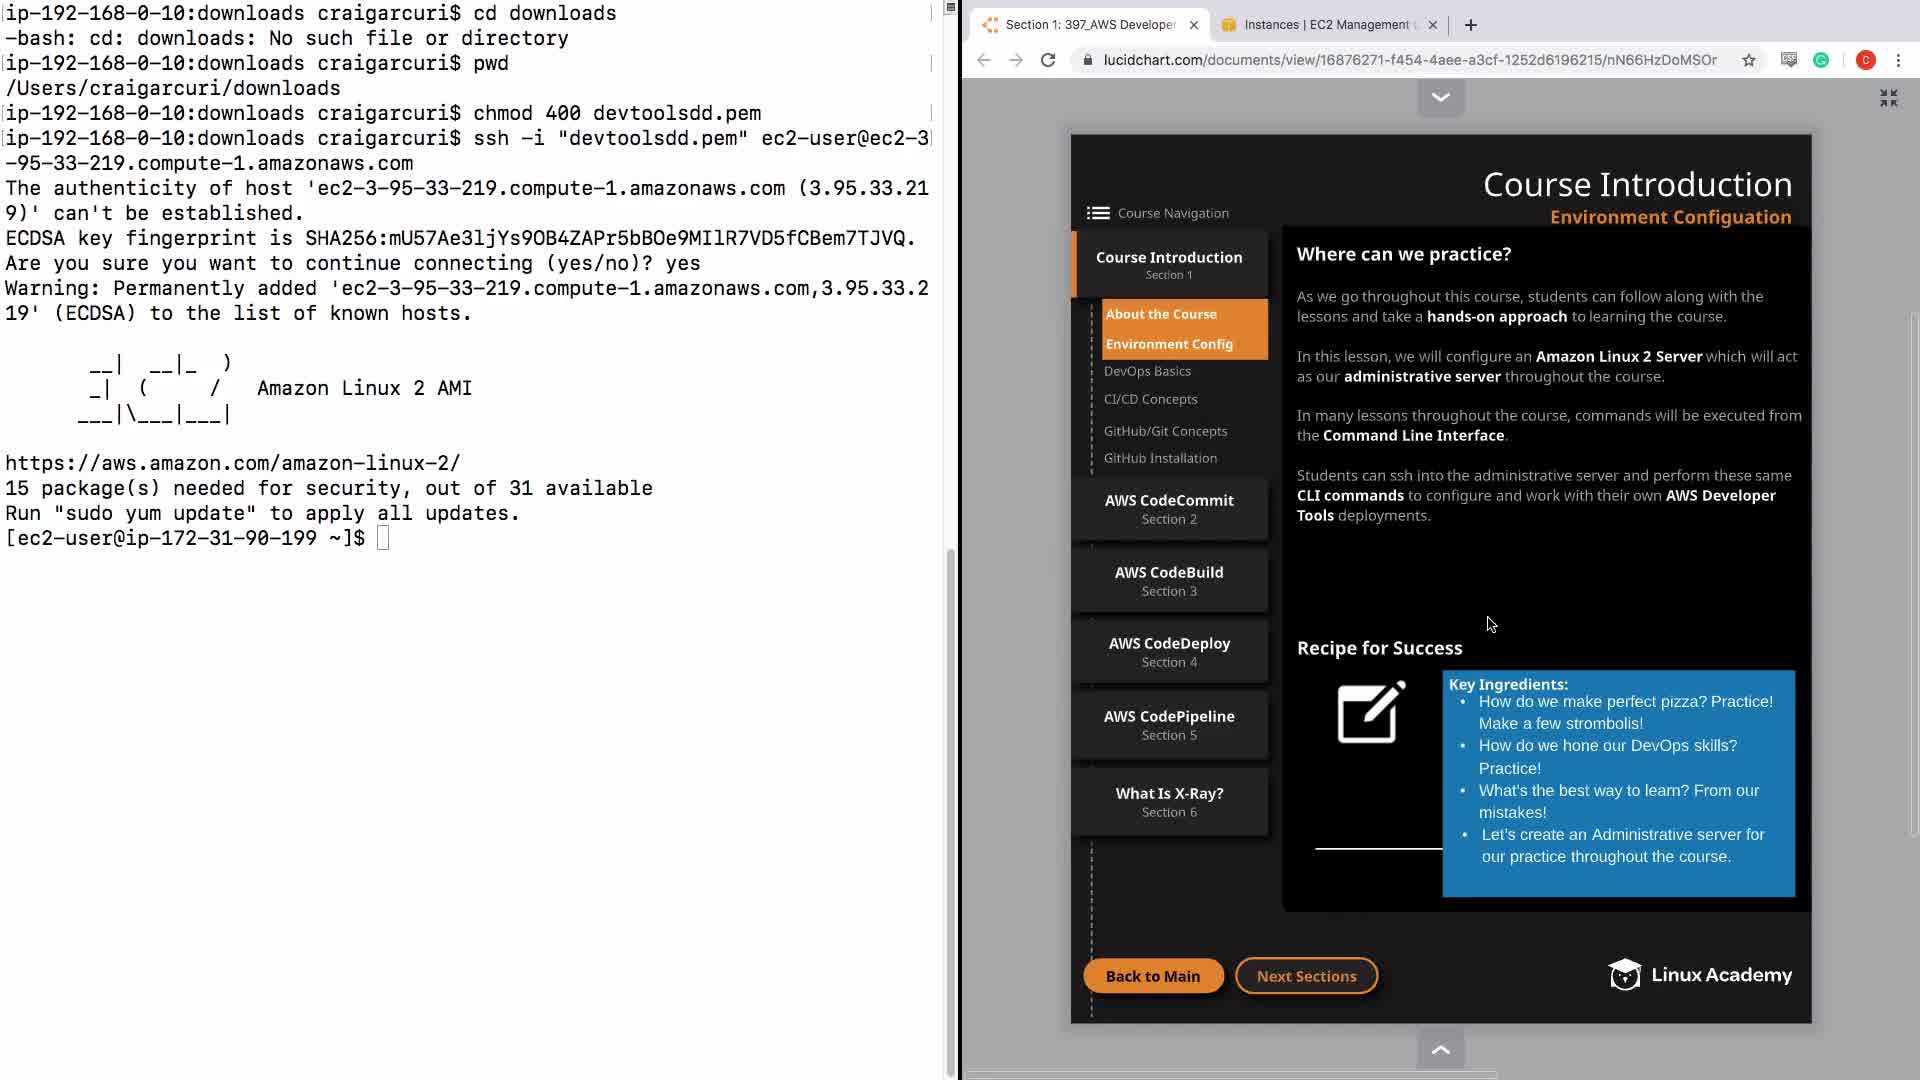 ip-192-168-0-10:downloads craigarcuri$ cd downloads
-bash: cd: downloads: No such file or directory
ip-192-168-0-10:downloads craigarcuri$ pwd
/Users/craigarcuri/downloads
ip-192-168-0-10:downloads craigarcuri$ chmod 400 devtoolsdd.pem
ip-192-168-0-10:downloads craigarcuri$ ssh -i "devtoolsdd.pem" ec2-user@ec2-3
-95-33-219.compute-1.amazonaws.com
The authenticity of host 'ec2-3-95-33-219.compute-1.amazonaws.com (3.95.33.21
9)' can't be established.
ECDSA key fingerprint is SHA256:mU57Ae3ljYs9OB4ZAPr5bBOe9MIlR7VD5fCBem7TJVQ.
Are you sure you want to continue connecting (yes/no)? yes
Warning: Permanently added 'ec2-3-95-33-219.compute-1.amazonaws.com,3.95.33.2
19' (ECDSA) to the list of known hosts.
__|  __|_  )
_|  (     /   Amazon Linux 2 AMI
___|\___|___|
https://aws.amazon.com/amazon-linux-2/
15 package(s) needed for security, out of 31 available
Run "sudo yum update" to apply all updates.
[ec2-user@ip-172-31-90-199 ~]$
Section 1: 397_AWS Developer
Instances | EC2 Management
lucidchart.com/documents/view/16876271-f454-4aee-a3cf-1252d6196215/nN66HzDoMSOr
C
Course Introduction
Environment Configuation
Course Navigation
Course Introduction
Section 1
About the Course
Environment Config
DevOps Basics
CI/CD Concepts
GitHub/Git Concepts
GitHub Installation
AWS CodeCommit
Section 2
AWS CodeBuild
Section 3
AWS CodeDeploy
Section 4
AWS CodePipeline
Section 5
What Is X-Ray?
Section 6
Where can we practice?
As we go throughout this course, students can follow along with the
lessons and take a hands-on approach to learning the course.
In this lesson, we will configure an Amazon Linux 2 Server which will act
as our administrative server throughout the course.
In many lessons throughout the course, commands will be executed from
the Command Line Interface.
Students can ssh into the administrative server and perform these same
CLI commands to configure and work with their own AWS Developer
Tools deployments.
Recipe for Success
Key Ingredients:
• How do we make perfect pizza? Practice!
Make a few strombolis!
• How do we hone our DevOps skills?
Practice!
• What's the best way to learn? From our
mistakes!
• Let's create an Administrative server for
our practice throughout the course.
Back to Main
Next Sections
Linux Academy